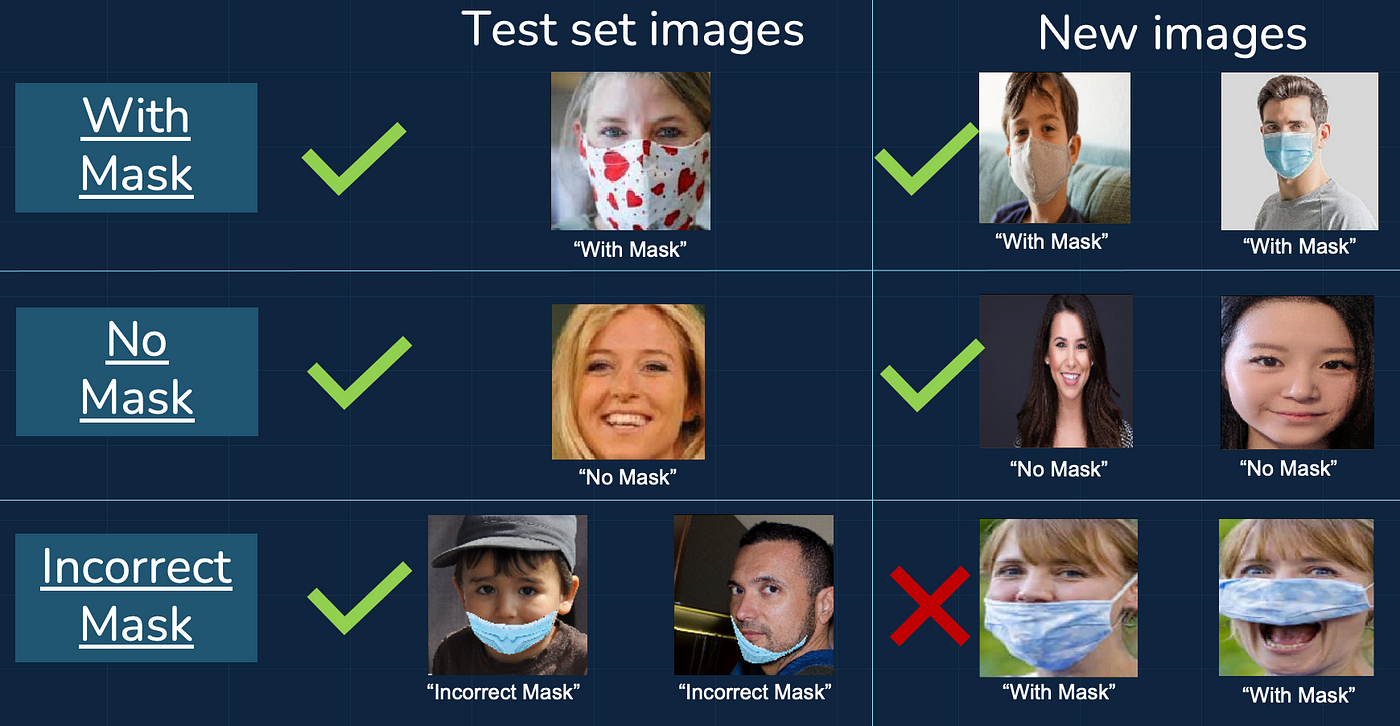 Test set images
New images
With
Mask
“With Mask”
“With Mask”
“With Mask”
No
Mask
“No Mask”
“No Mask”
“No Mask”
Incorrect
Mask
“Incorrect Mask”
“Incorrect Mask”
“With Mask”
“With Mask”